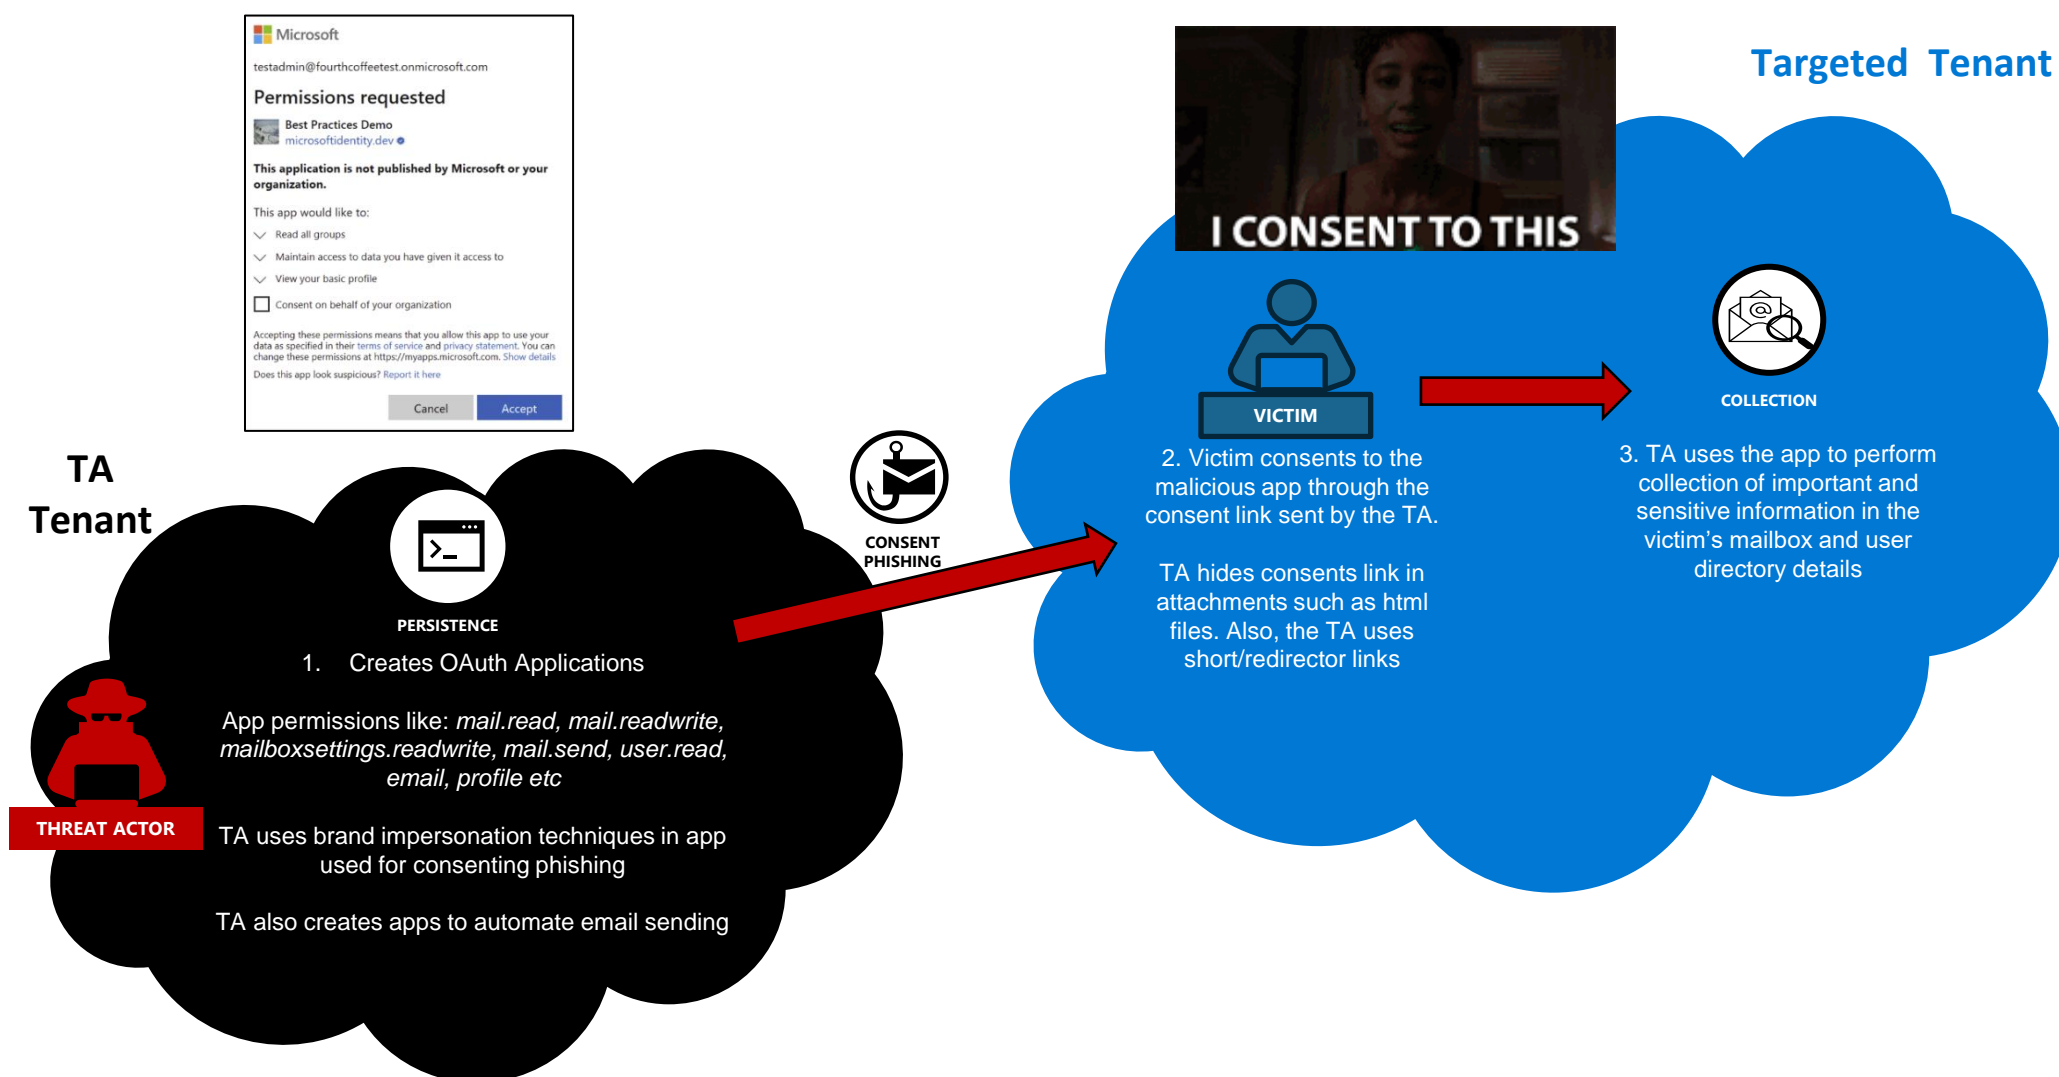 Microsoft
testadmin@fourthcoffeetest.onmicrosoft.com
Permissions requested
Best Practices Demo
microsoftidentity.dev
This application is not published by Microsoft or your
organization.
This app would like to:
Read all groups
Maintain access to data you have given it access to
View your basic profile
Consent on behalf of your organization
Accepting these permissions means that you allow this app to use your
data as specified in their terms of service and privacy statement. You can
change these permissions at https://myapps.microsoft.com. Show details
Does this app look suspicious? Report it here
Cancel Accept
TA
Tenant
>_
PERSISTENCE
1. Creates OAuth Applications
App permissions like: mail.read, mail.readwrite,
mailboxsettings.readwrite, mail.send, user.read,
email, profile etc
TA uses brand impersonation techniques in app
used for consenting phishing
TA also creates apps to automate email sending
THREAT ACTOR
CONSENT
PHISHING
Targeted Tenant
I CONSENT TO THIS
VICTIM
2. Victim consents to the
malicious app through the
consent link sent by the TA.
TA hides consents link in
attachments such as html
files. Also, the TA uses
short/redirector links
@
COLLECTION
3. TA uses the app to perform
collection of important and
sensitive information in the
victim's mailbox and user
directory details